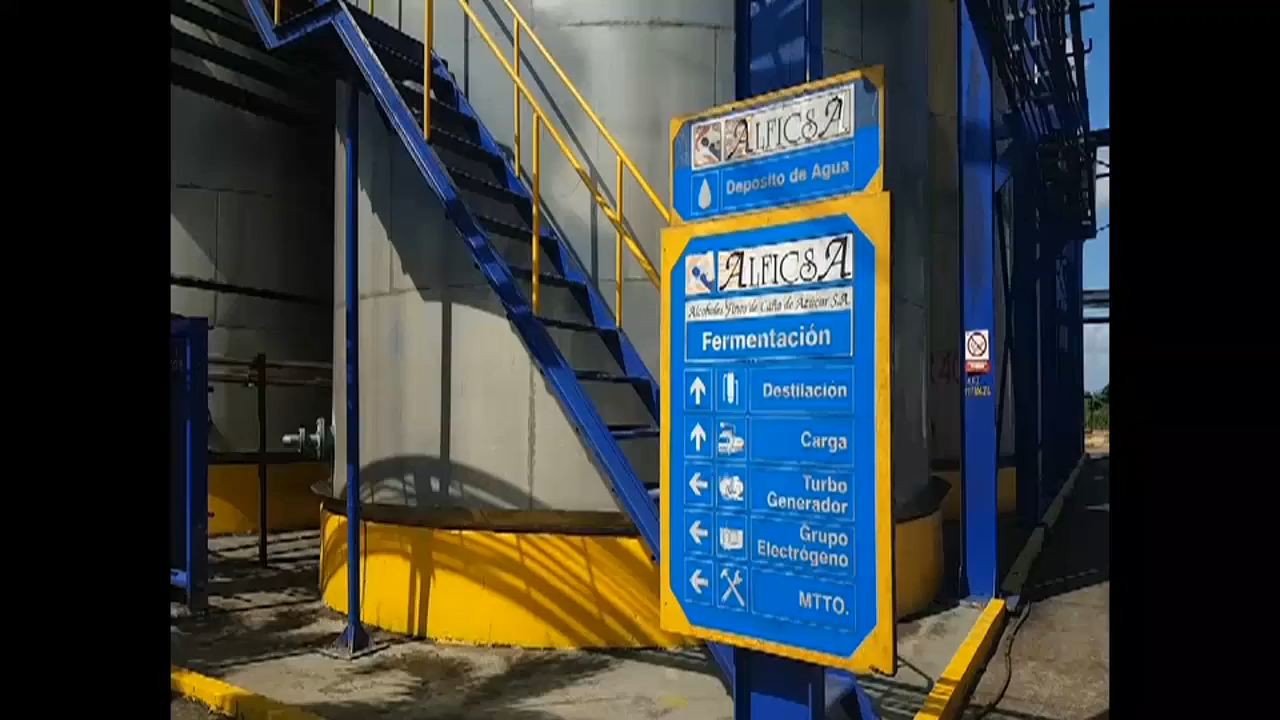 ALFICSA
Deposito de Agua
ALFICSA
Alcoholes Finos de Caña de Azúcar S.A.
Fermentación
Destilación
Carga
Turbo
Generador
Grupo
Electrógeno
MTTO.